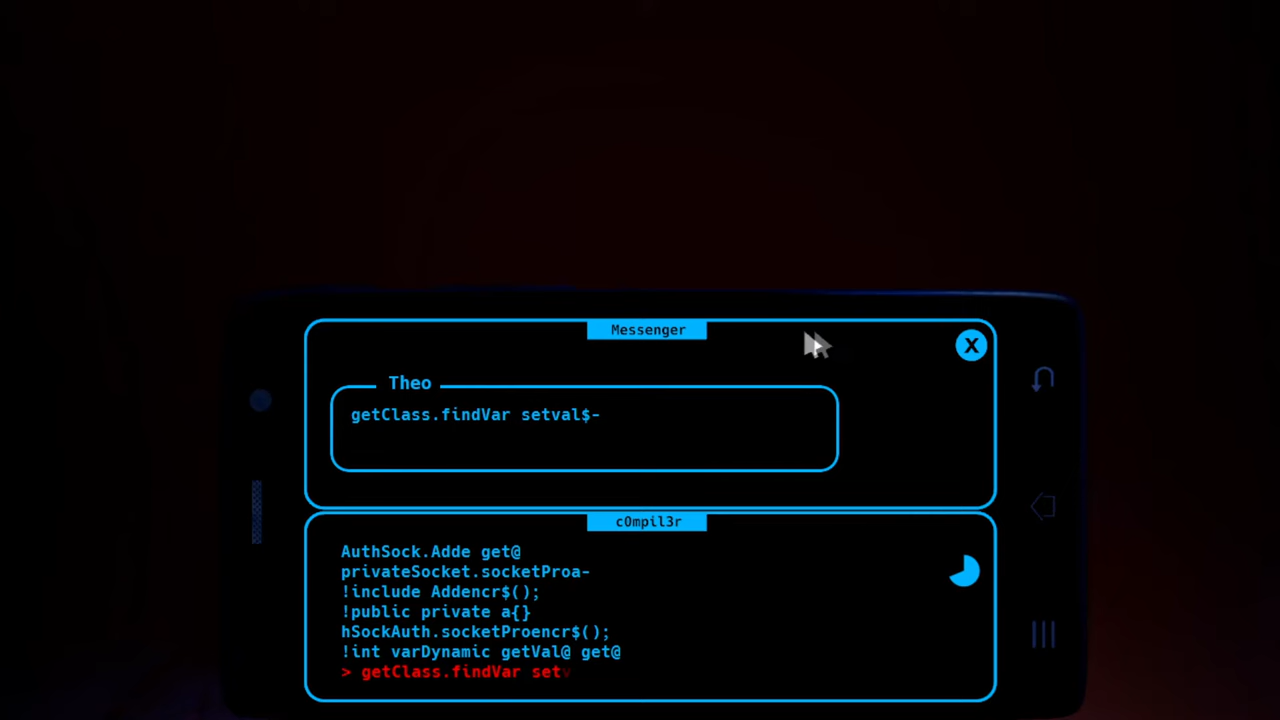 Messenger
X
Theo
getClass.findVar setval$-
c0mpil3r
AuthSock.Adde get@
privateSocket.socketProa-
!include Addencr$();
!public private a{}
hSockAuth.socketProencr$();
!int varDynamic getVal@ get@
> getClass.findVar setv